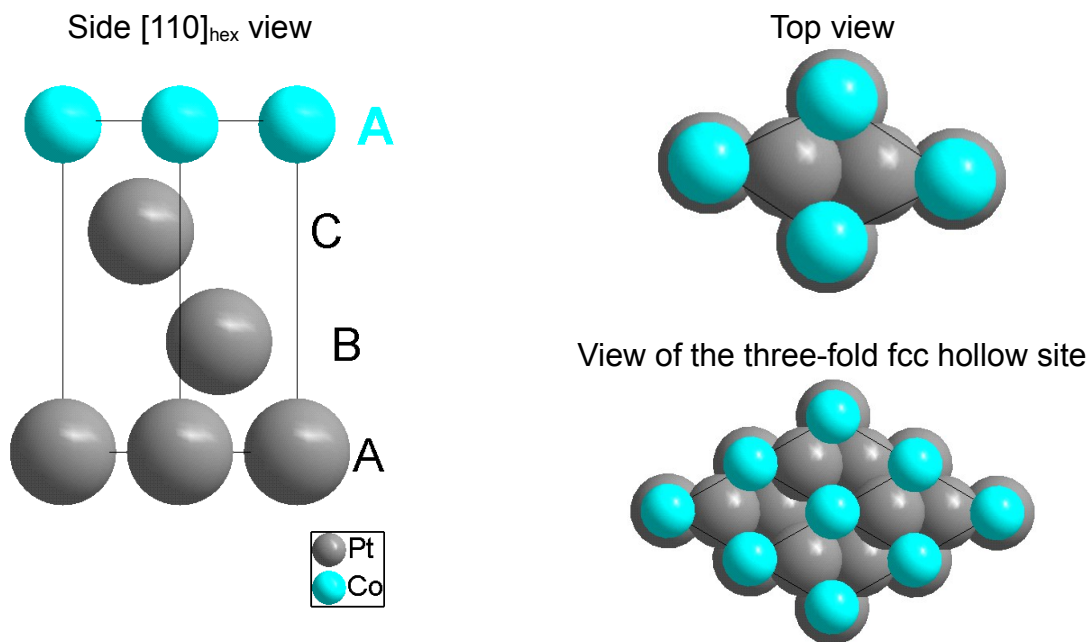 Side [110]hex view
A
C
B
A
Pt
Co
Top view
View of the three-fold fcc hollow site